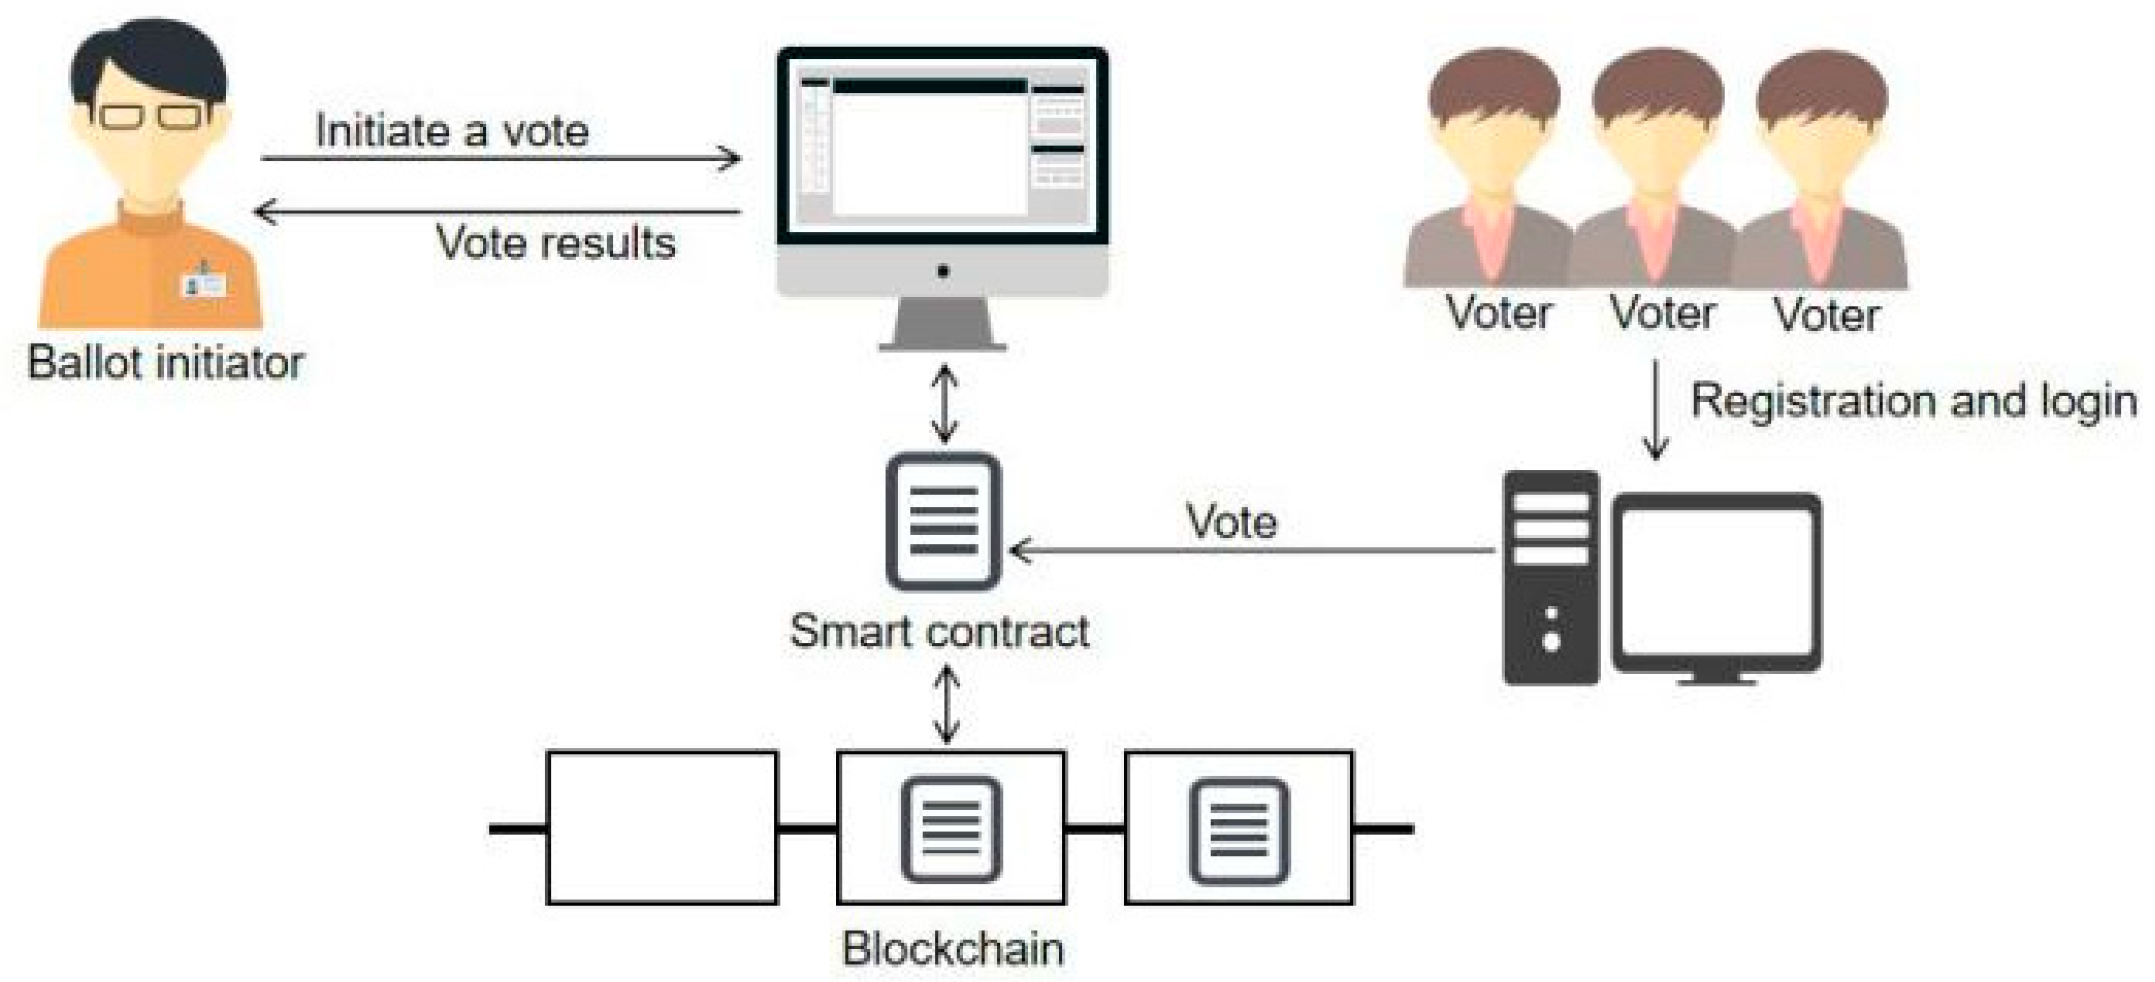 Initiate a vote
Vote results
Ballot initiator
Voter Voter Voter
Registration and login
Vote
Smart contract
Blockchain